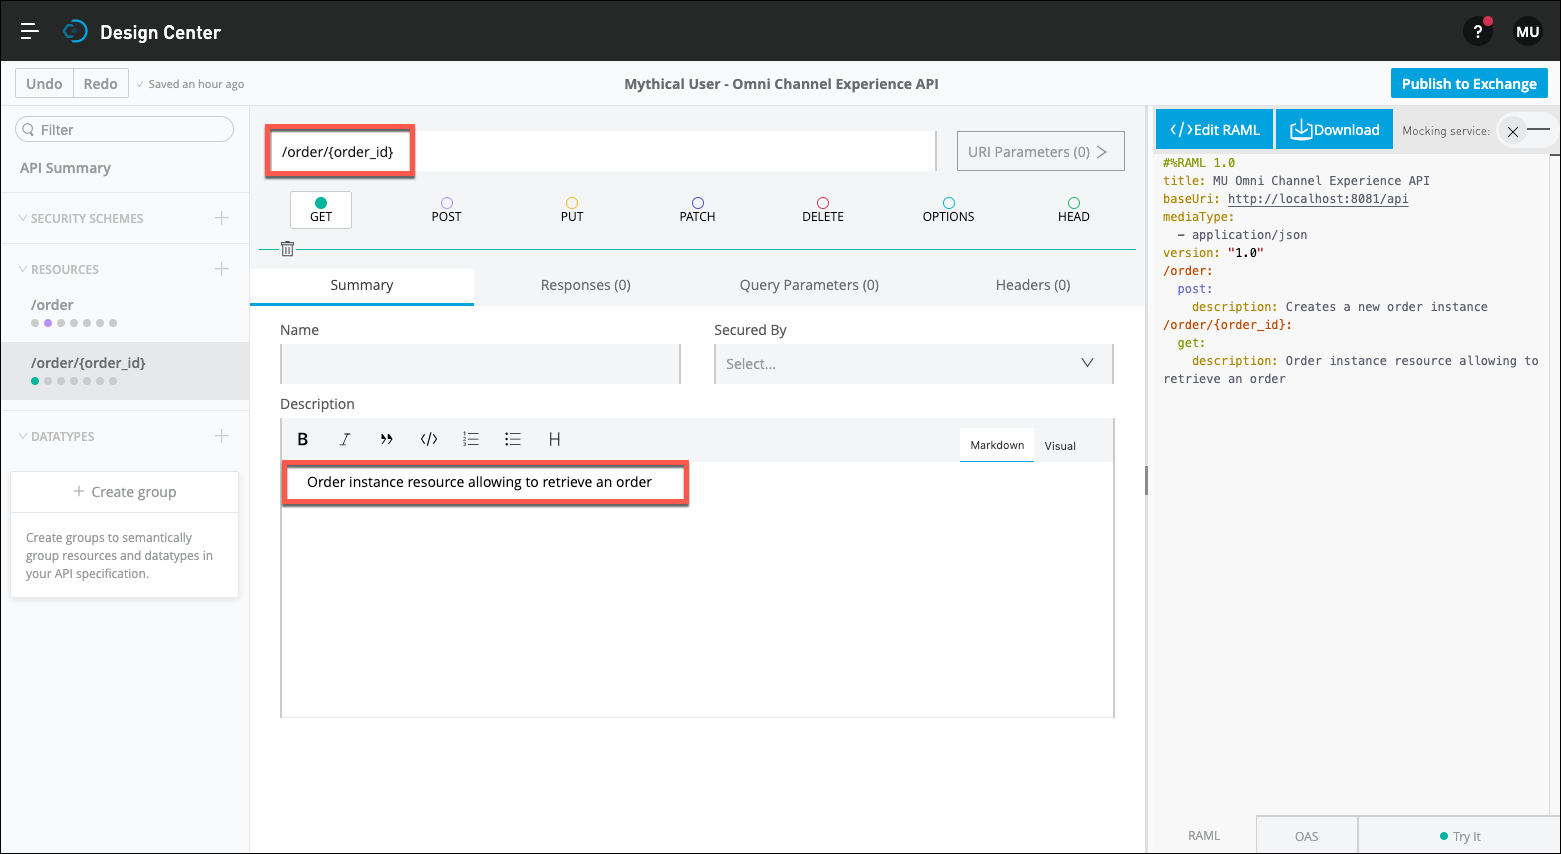 Design Center
?
MU
Undo
Redo
Saved an hour ago
Mythical User - Omni Channel Experience API
Publish to Exchange
Filter
API Summary
SECURITY SCHEMES
RESOURCES
/order
/order/{order_id}
DATATYPES
+ Create group
Create groups to semantically
group resources and datatypes in
your API specification.
/order/{order_id}
URI Parameters (0)
GET
POST
PUT
PATCH
DELETE
OPTIONS
HEAD
Summary
Responses (0)
Query Parameters (0)
Headers (0)
Name
Secured By
Select...
Description
B
I
</>
H
Markdown
Visual
Order instance resource allowing to retrieve an order
</>Edit RAML
Download
Mocking service:
#%RAML 1.0
title: MU Omni Channel Experience API
baseUri: http://localhost:8081/api
mediaType:
- application/json
version: "1.0"
/order:
post:
description: Creates a new order instance
/order/{order_id}:
get:
description: Order instance resource allowing to
retrieve an order
RAML
OAS
Try It